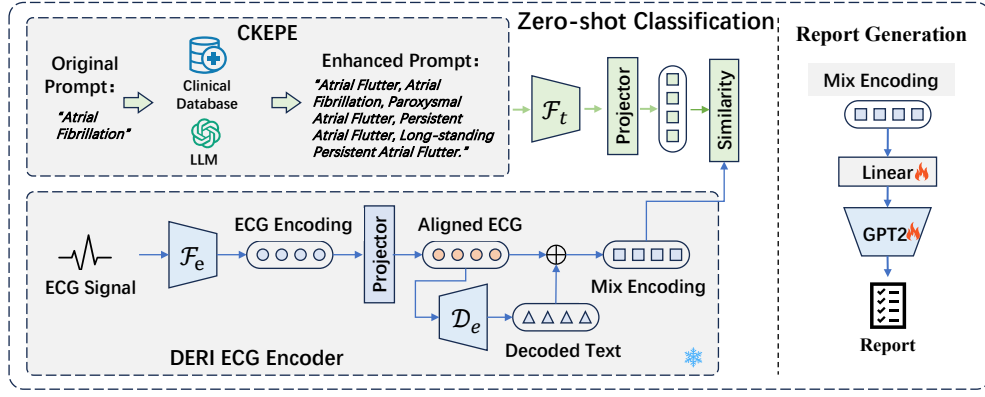 Zero-shot Classification
CKEPE
Original
Prompt：
"Atrial
Fibrillation"
Clinical
Database
LLM
Enhanced Prompt：
"Atrial Flutter, Atrial
Fibrillation, Paroxysmal
Atrial Flutter, Persistent
Atrial Flutter, Long-standing
Persistent Atrial Flutter."
ℱt
Projector
Similarity
ECG Signal
ℱe
ECG Encoding
Projector
Aligned ECG
𝒟e
Decoded Text
Mix Encoding
DERI ECG Encoder
Report Generation
Mix Encoding
Linear
GPT2
Report